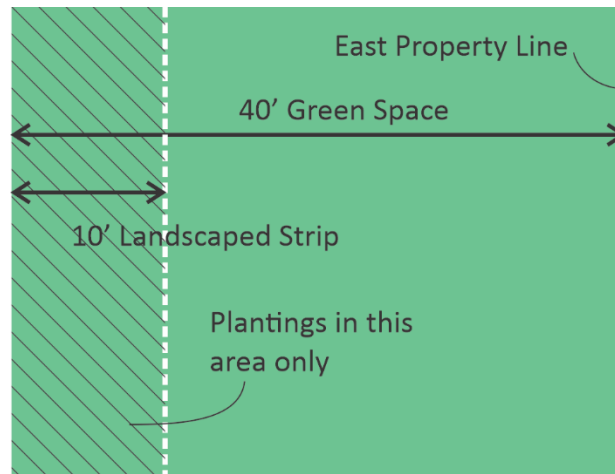 East Property Line
40’ Green Space
10’ Landscaped Strip
Plantings in this
area only